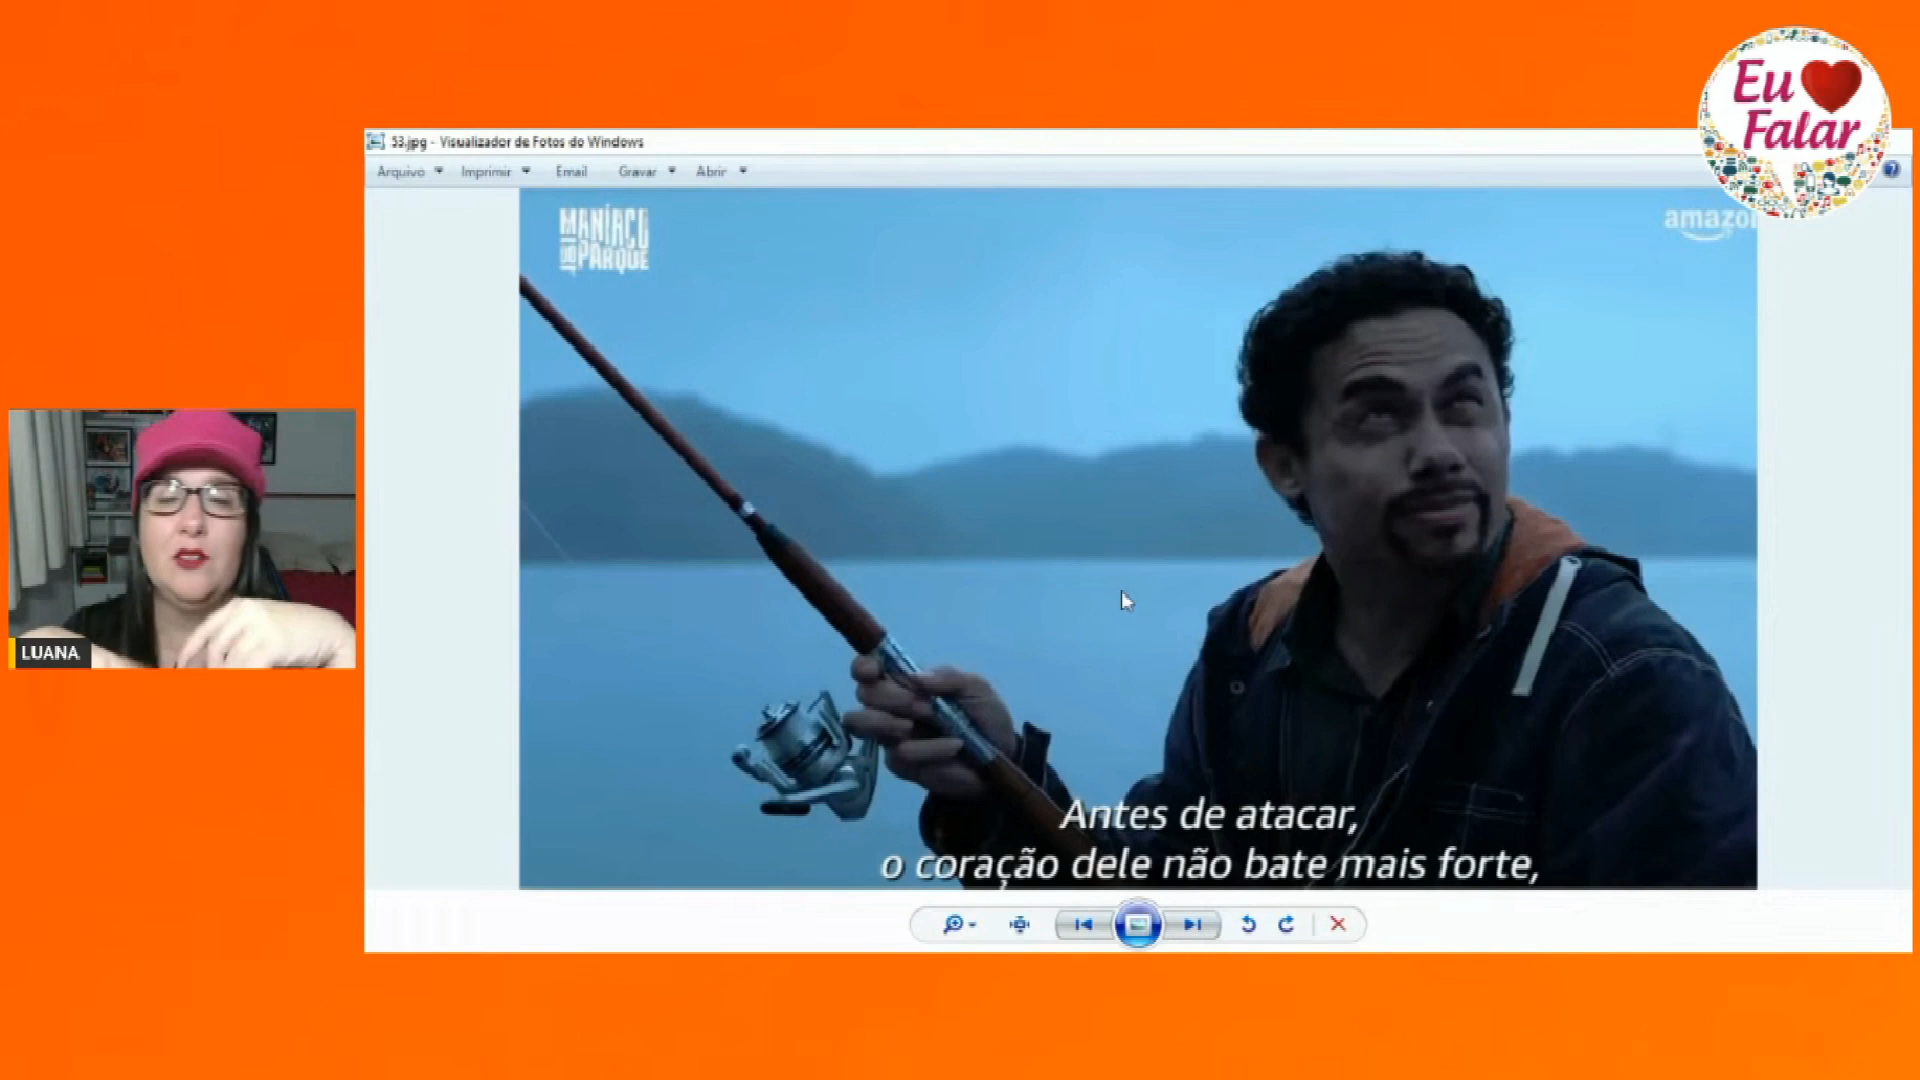 Eu
Falar
53.jpg - Visualizador de Fotos do Windows
Arquivo Imprimir Email Gravar Abrir
MANÍACO
DO PARQUE
amazon
LUANA
Antes de atacar,
o coração dele não bate mais forte,